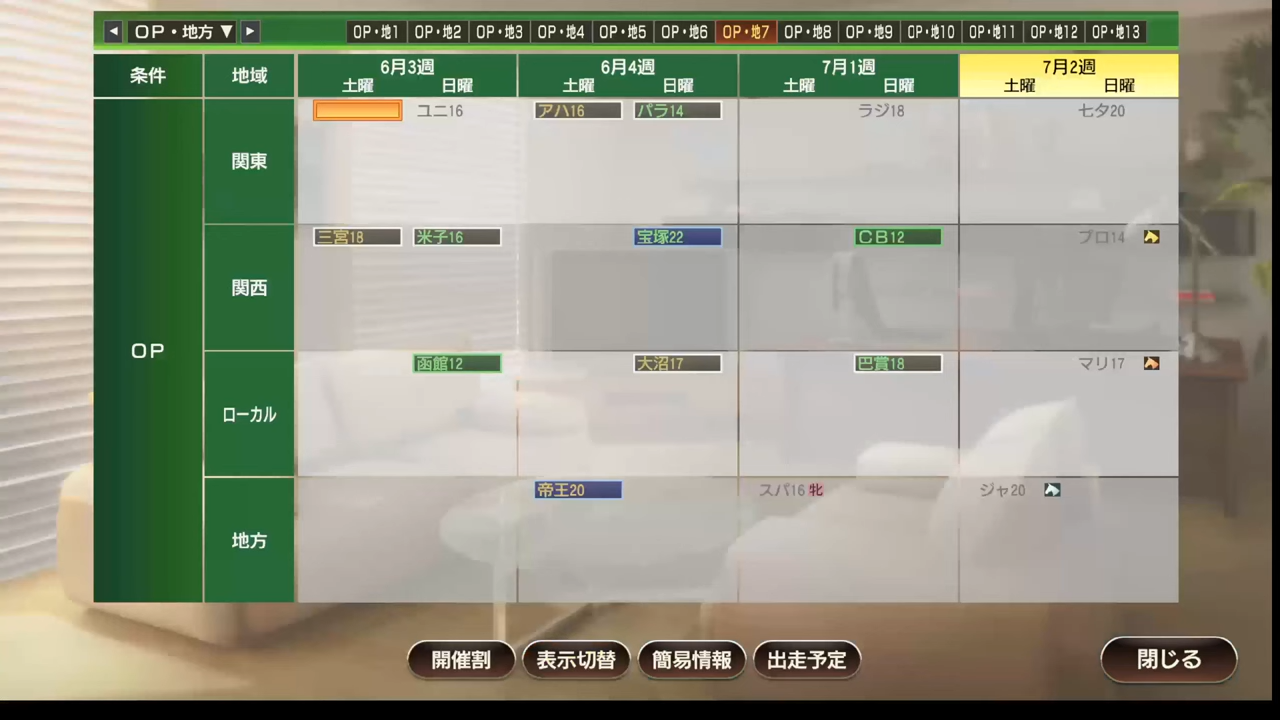 ◀ OP・地方▼ ▶ OP・地1 OP・地2 OP・地3 OP・地4 OP・地5 OP・地6 OP・地7 OP・地8 OP・地9 OP・地10 OP・地11 OP・地12 OP・地13
条件 地域 6月3週 6月4週 7月1週 7月2週
土曜 日曜 土曜 日曜 土曜 日曜 土曜 日曜
ユニ16 アハ16 パラ14 ラジ18 七夕20
関東
三宮18 米子16 宝塚22 CB12 プロ14
関西
OP
函館12 大沼17 巴賞18 マリ17
ローカル
帝王20 スパ16 牝 ジャ20
地方
開催割 表示切替 簡易情報 出走予定 閉じる